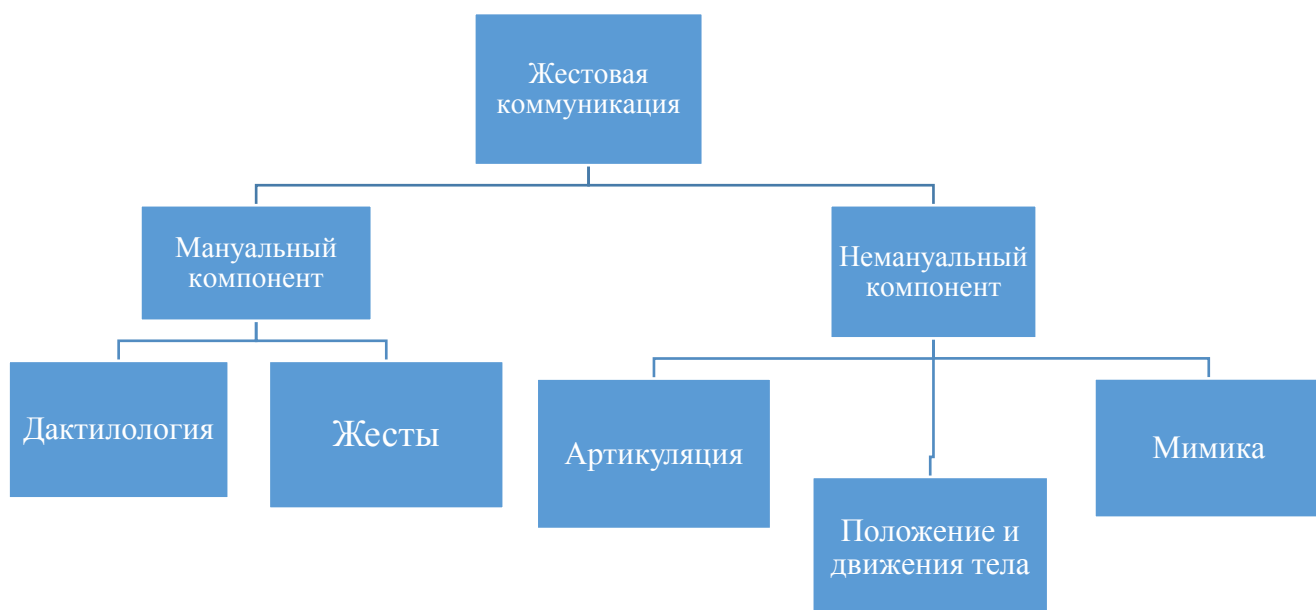 Жестовая
коммуникация
Мануальный
компонент
Немануальный
компонент
Дактилология
Жесты
Артикуляция
Положение и
движения тела
Мимика